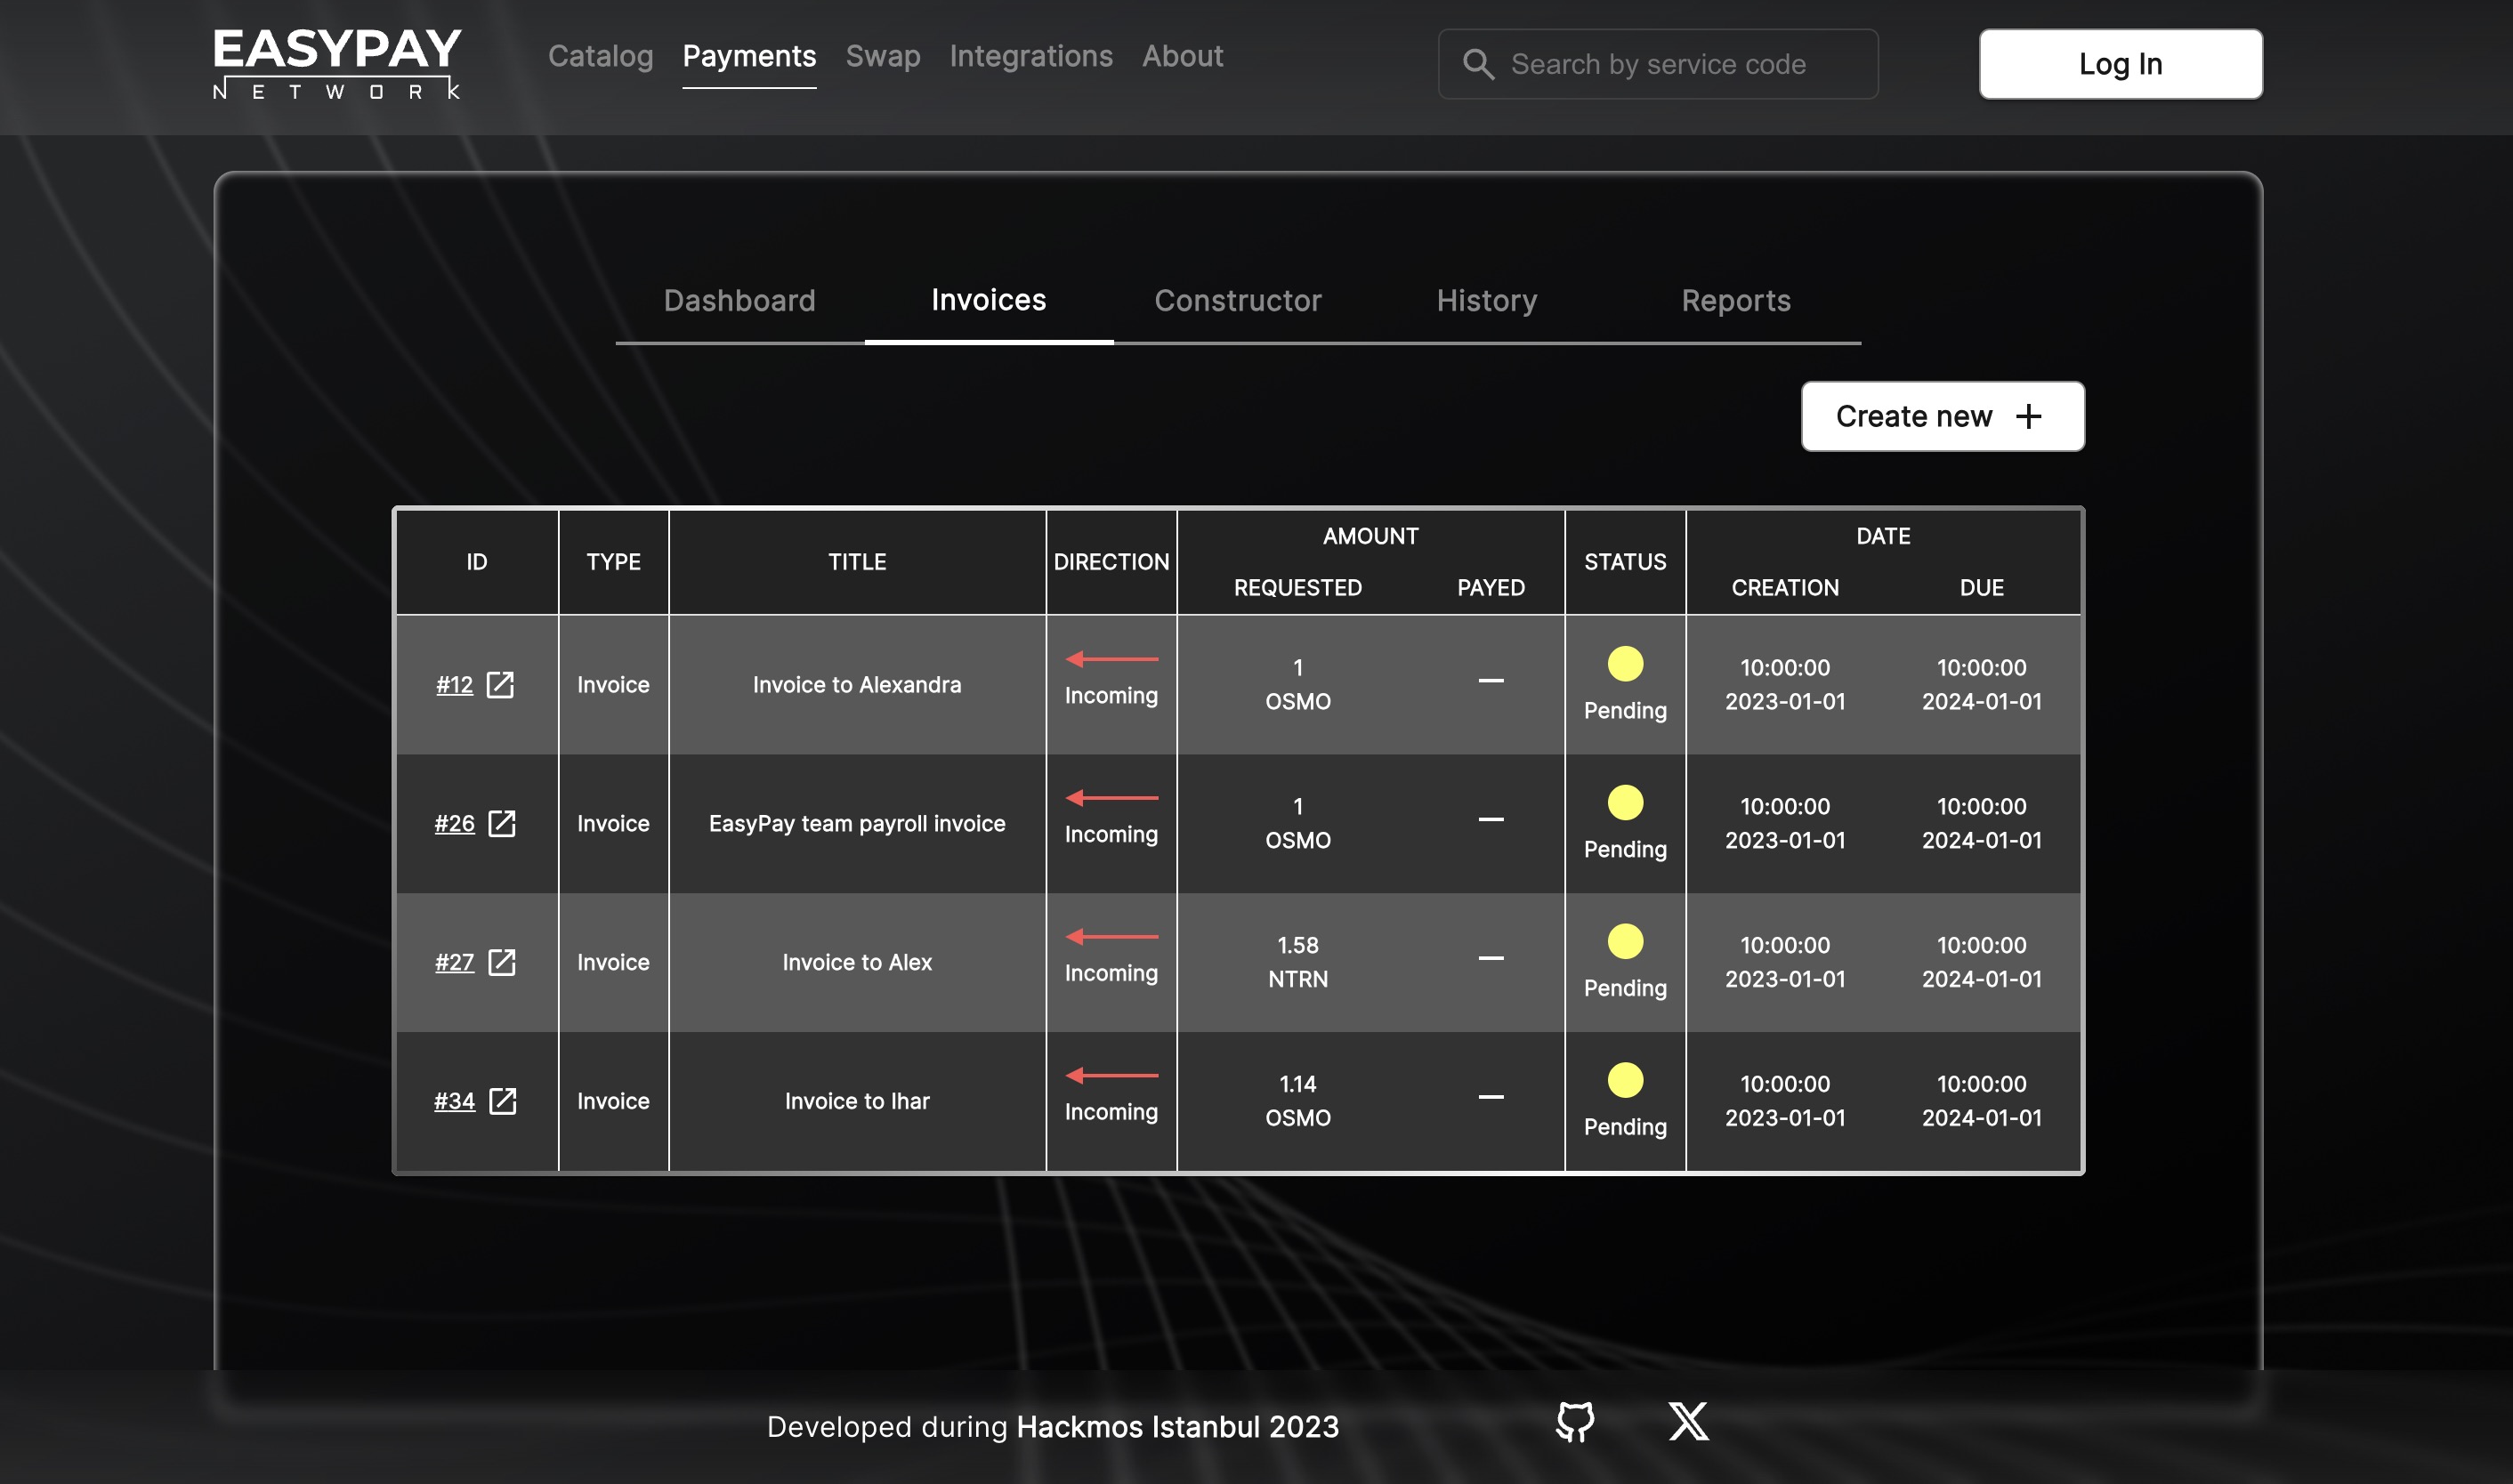 EASYPAY
NETWORK
Catalog Payments Swap Integrations About
Search by service code
Log In
Dashboard Invoices Constructor History Reports
Create new +
ID TYPE TITLE DIRECTION AMOUNT STATUS DATE
REQUESTED PAYED CREATION DUE
#12 Invoice Invoice to Alexandra Incoming 1 OSMO — Pending 10:00:00 2023-01-01 10:00:00 2024-01-01
#26 Invoice EasyPay team payroll invoice Incoming 1 OSMO — Pending 10:00:00 2023-01-01 10:00:00 2024-01-01
#27 Invoice Invoice to Alex Incoming 1.58 NTRN — Pending 10:00:00 2023-01-01 10:00:00 2024-01-01
#34 Invoice Invoice to Ihar Incoming 1.14 OSMO — Pending 10:00:00 2023-01-01 10:00:00 2024-01-01
Developed during Hackmos Istanbul 2023